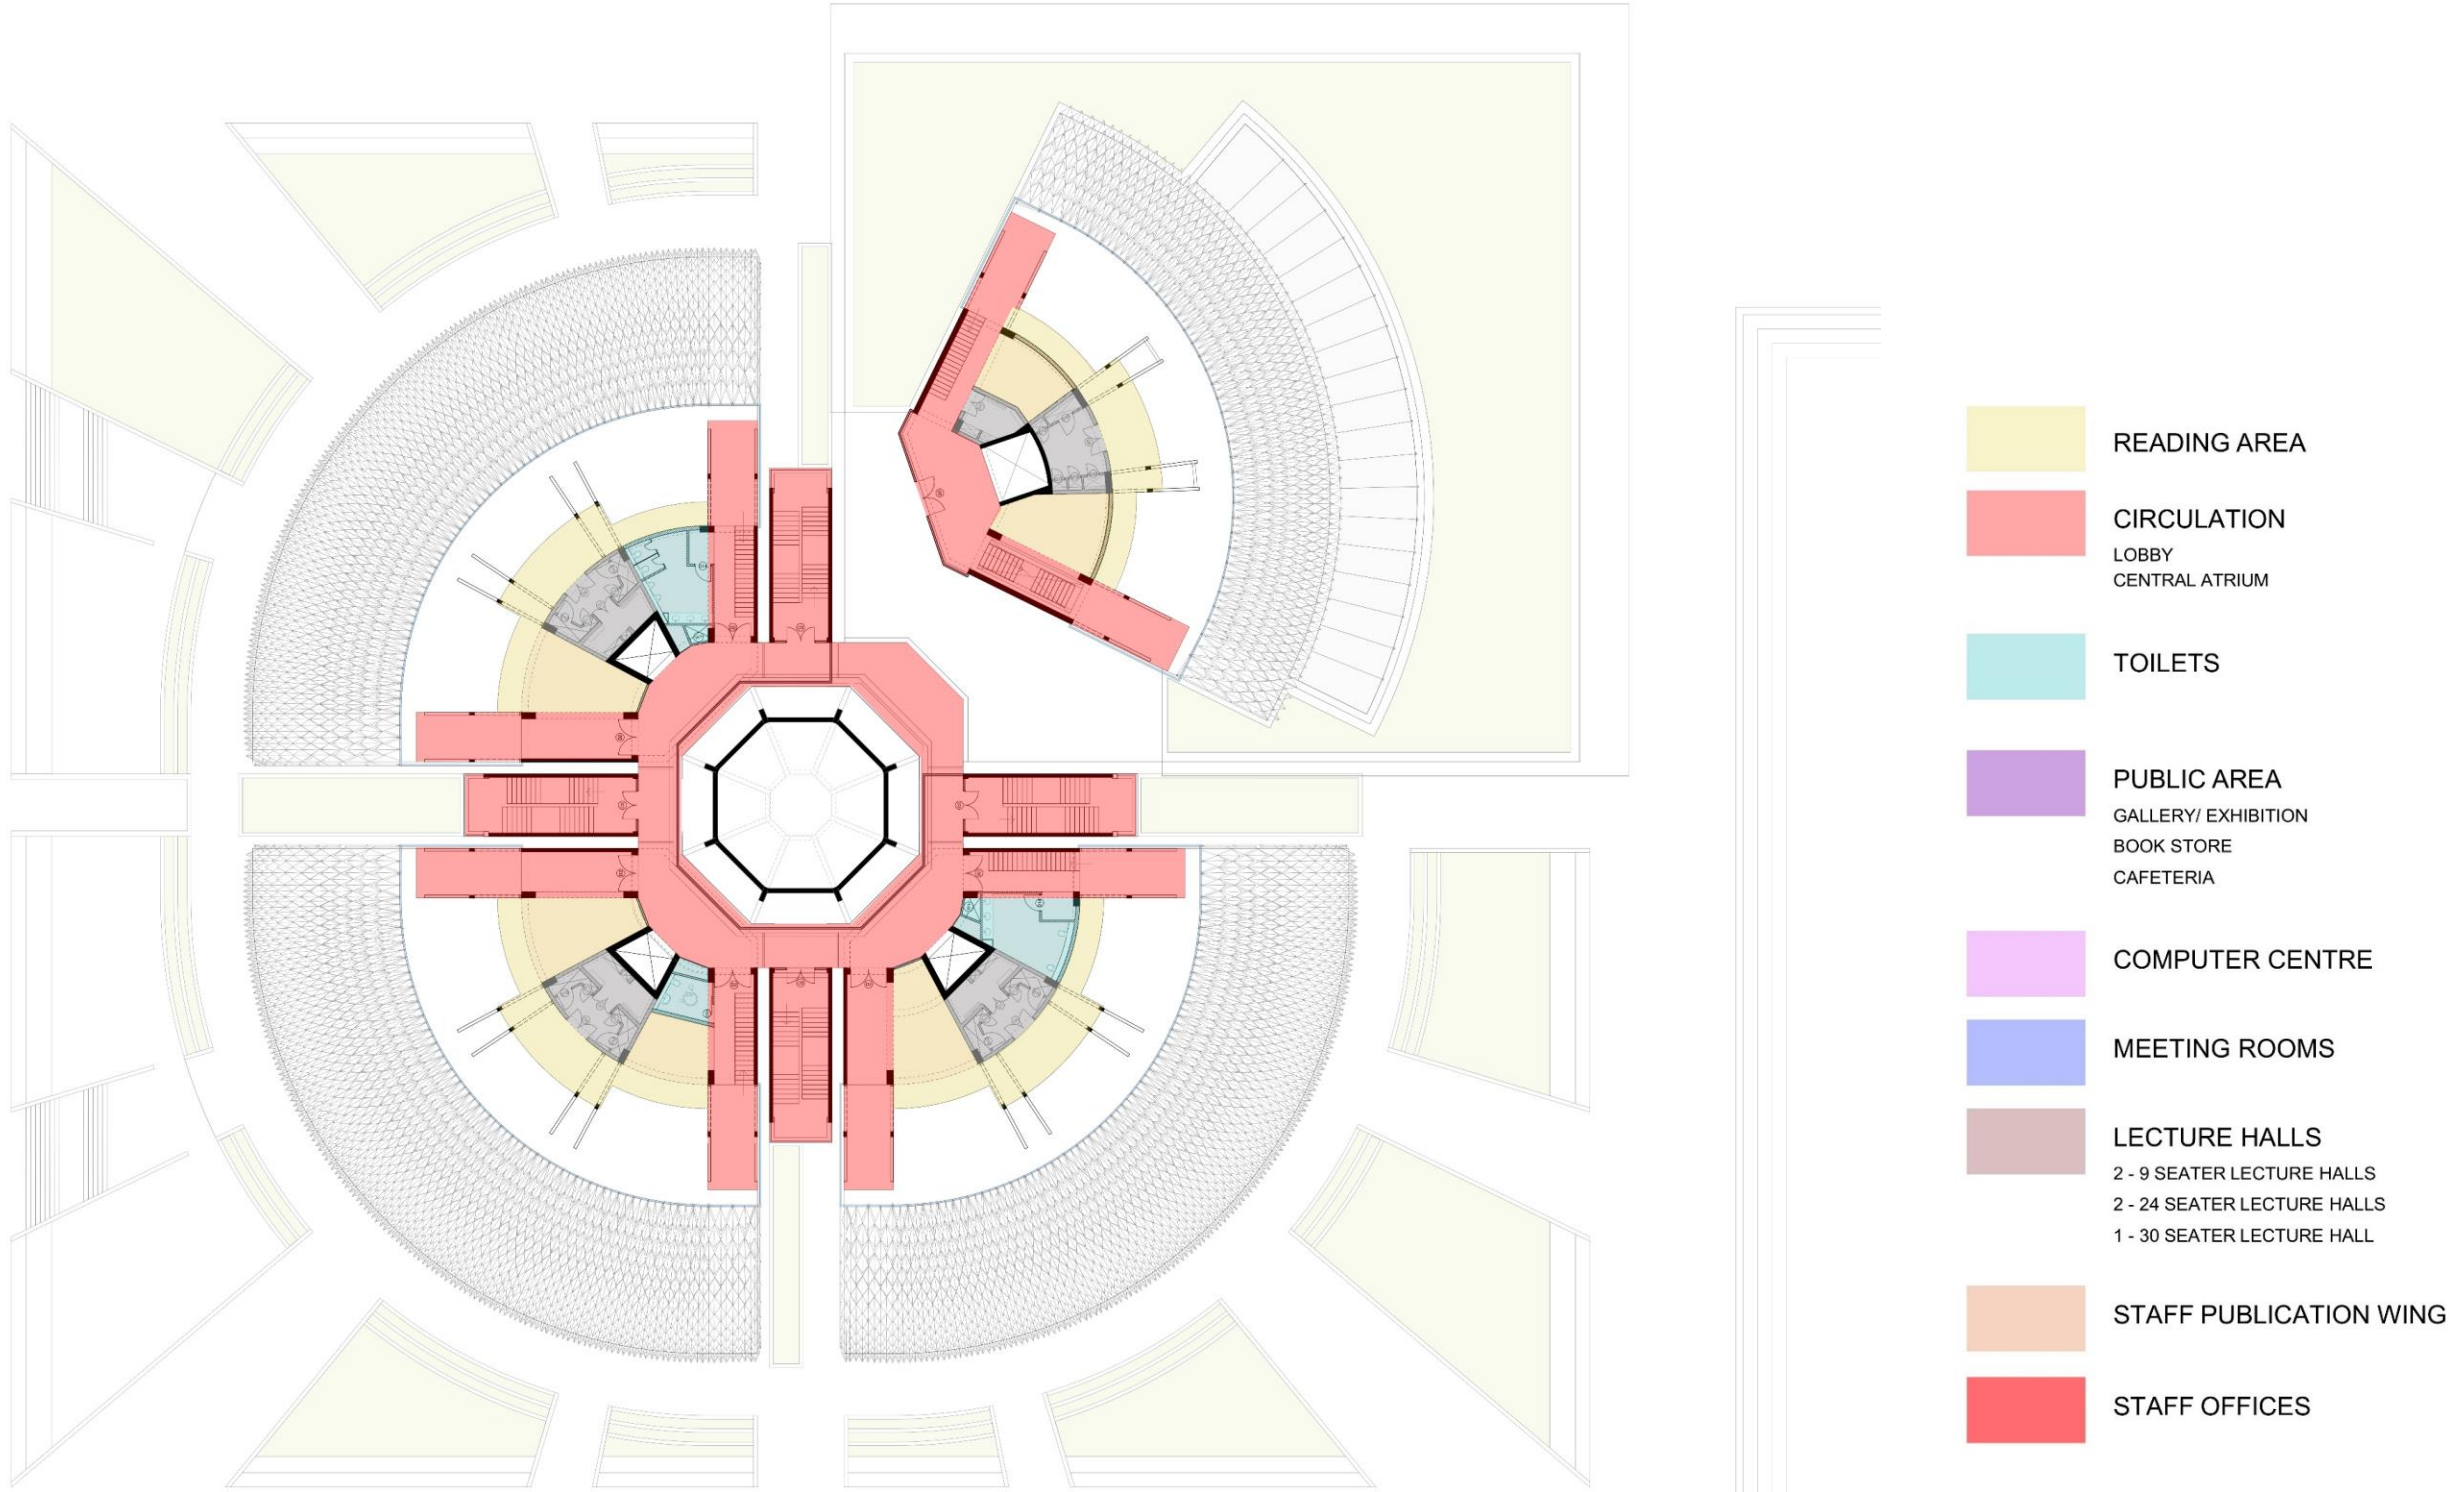 READING AREA
CIRCULATION
LOBBY
CENTRAL ATRIUM
TOILETS
PUBLIC AREA
GALLERY/ EXHIBITION
BOOK STORE
CAFETERIA
COMPUTER CENTRE
MEETING ROOMS
LECTURE HALLS
2 - 9 SEATER LECTURE HALLS
2 - 24 SEATER LECTURE HALLS
1 - 30 SEATER LECTURE HALL
STAFF PUBLICATION WING
STAFF OFFICES